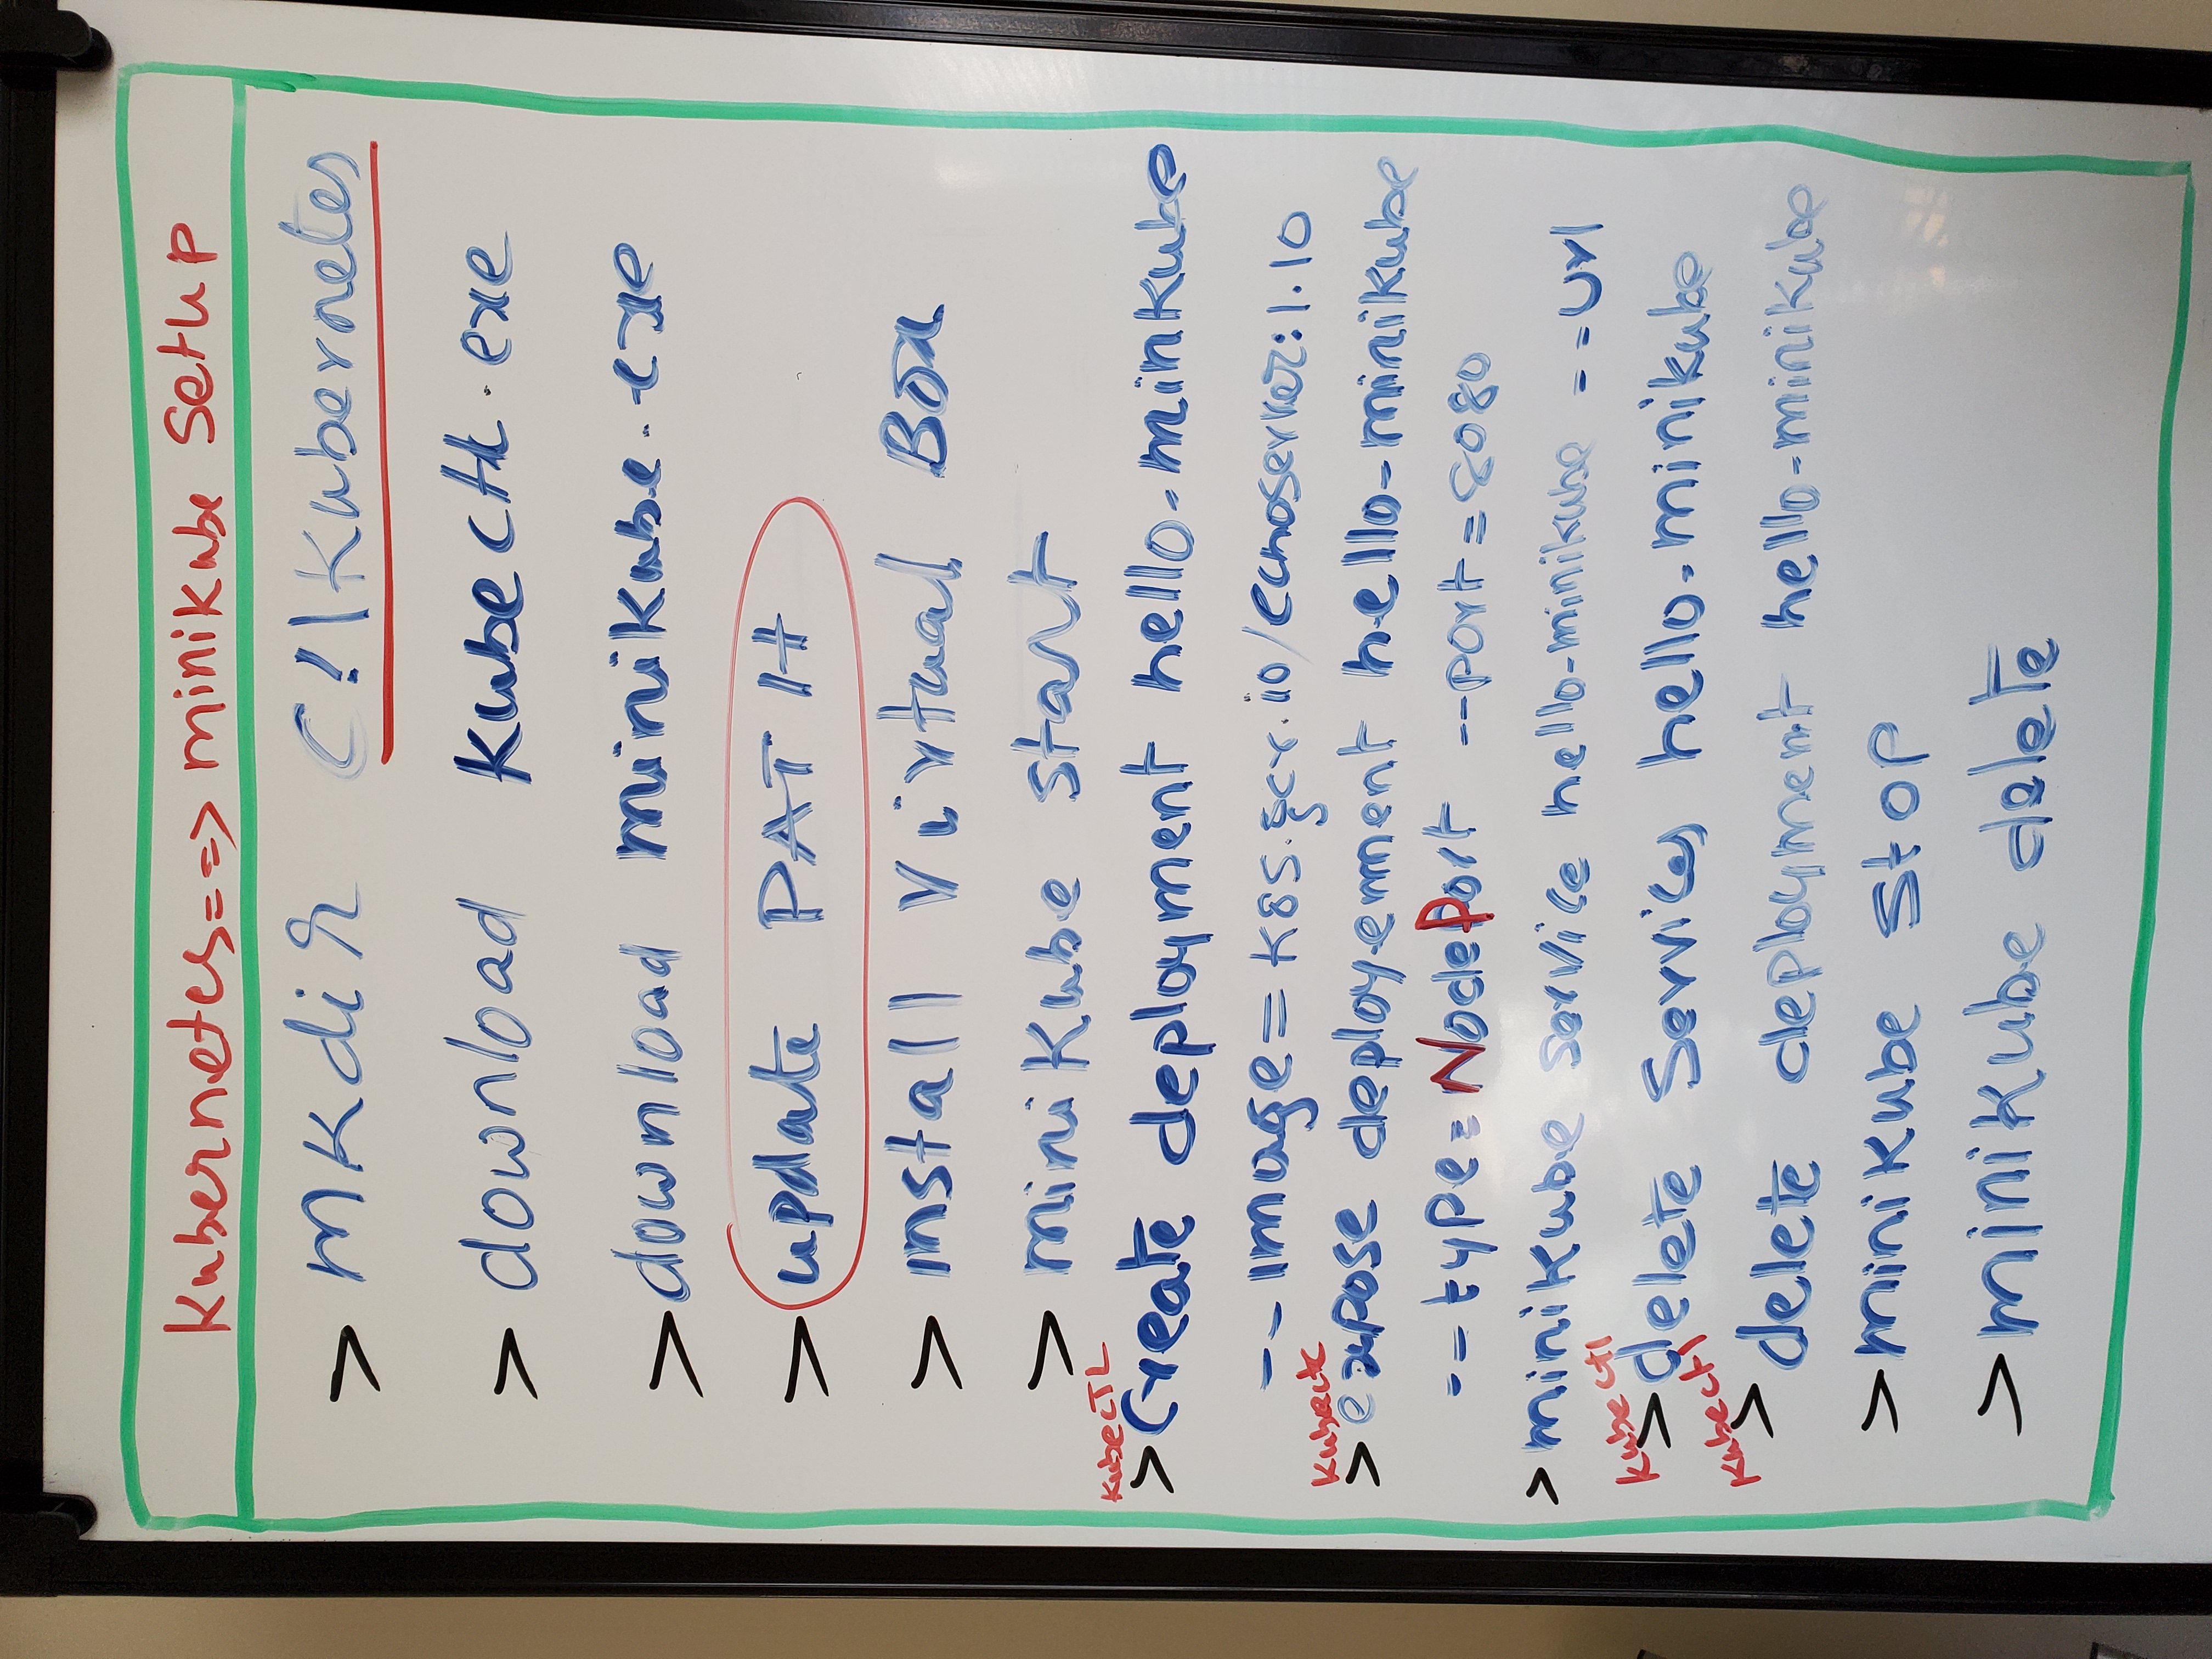 Kubernetes==> minikube Setup
> mkdir C:\Kubernetes
> download Kubectl.exe
> download minikube.exe
> update PATH
> install Virtual Box
> minikube start
KubecTL
> Create deployment hello-minkube
--image=K8S.gcr.io/echoserver:1.10
Kubectl
> expose deployement hello-minikube
--type=NodePort --port=8080
> minikube service hello-minikube --url
kubectl
> delete Services hello-minikube
Kubectl
> delete deployment hello-minikube
> minikube stop
> minikube delete